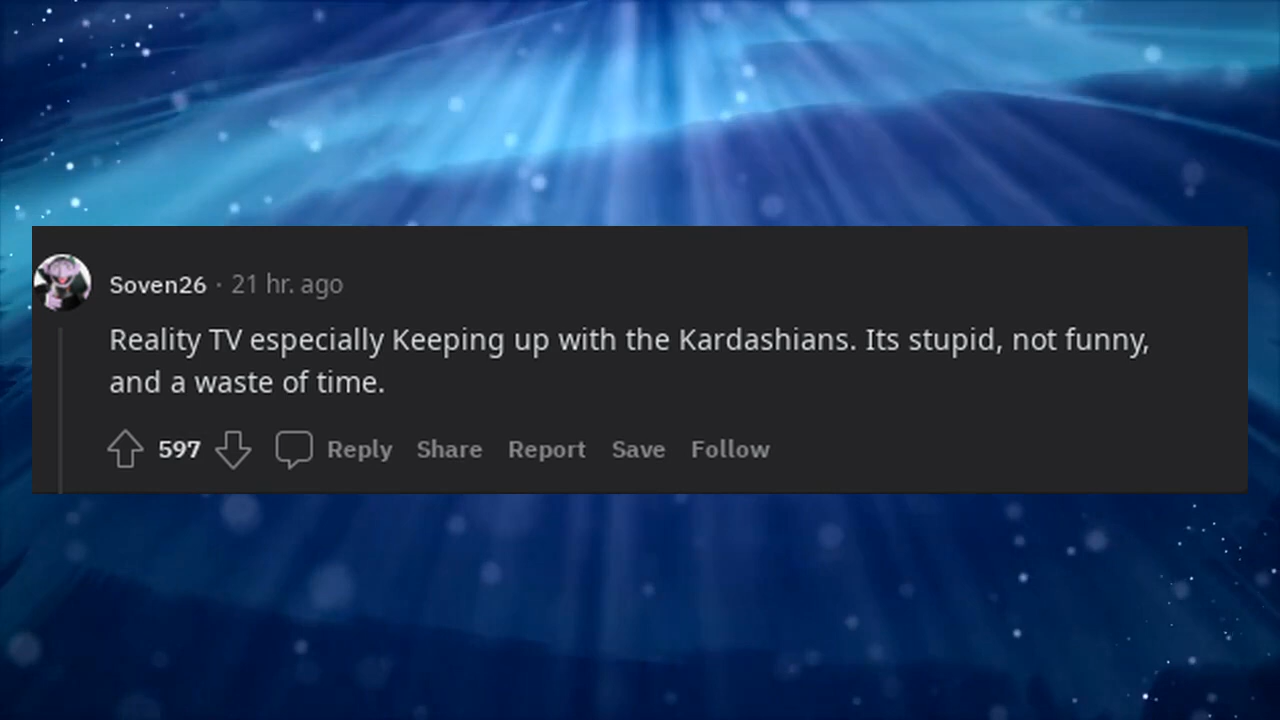 Soven26 · 21 hr. ago
Reality TV especially Keeping up with the Kardashians. Its stupid, not funny,
and a waste of time.
597 Reply Share Report Save Follow